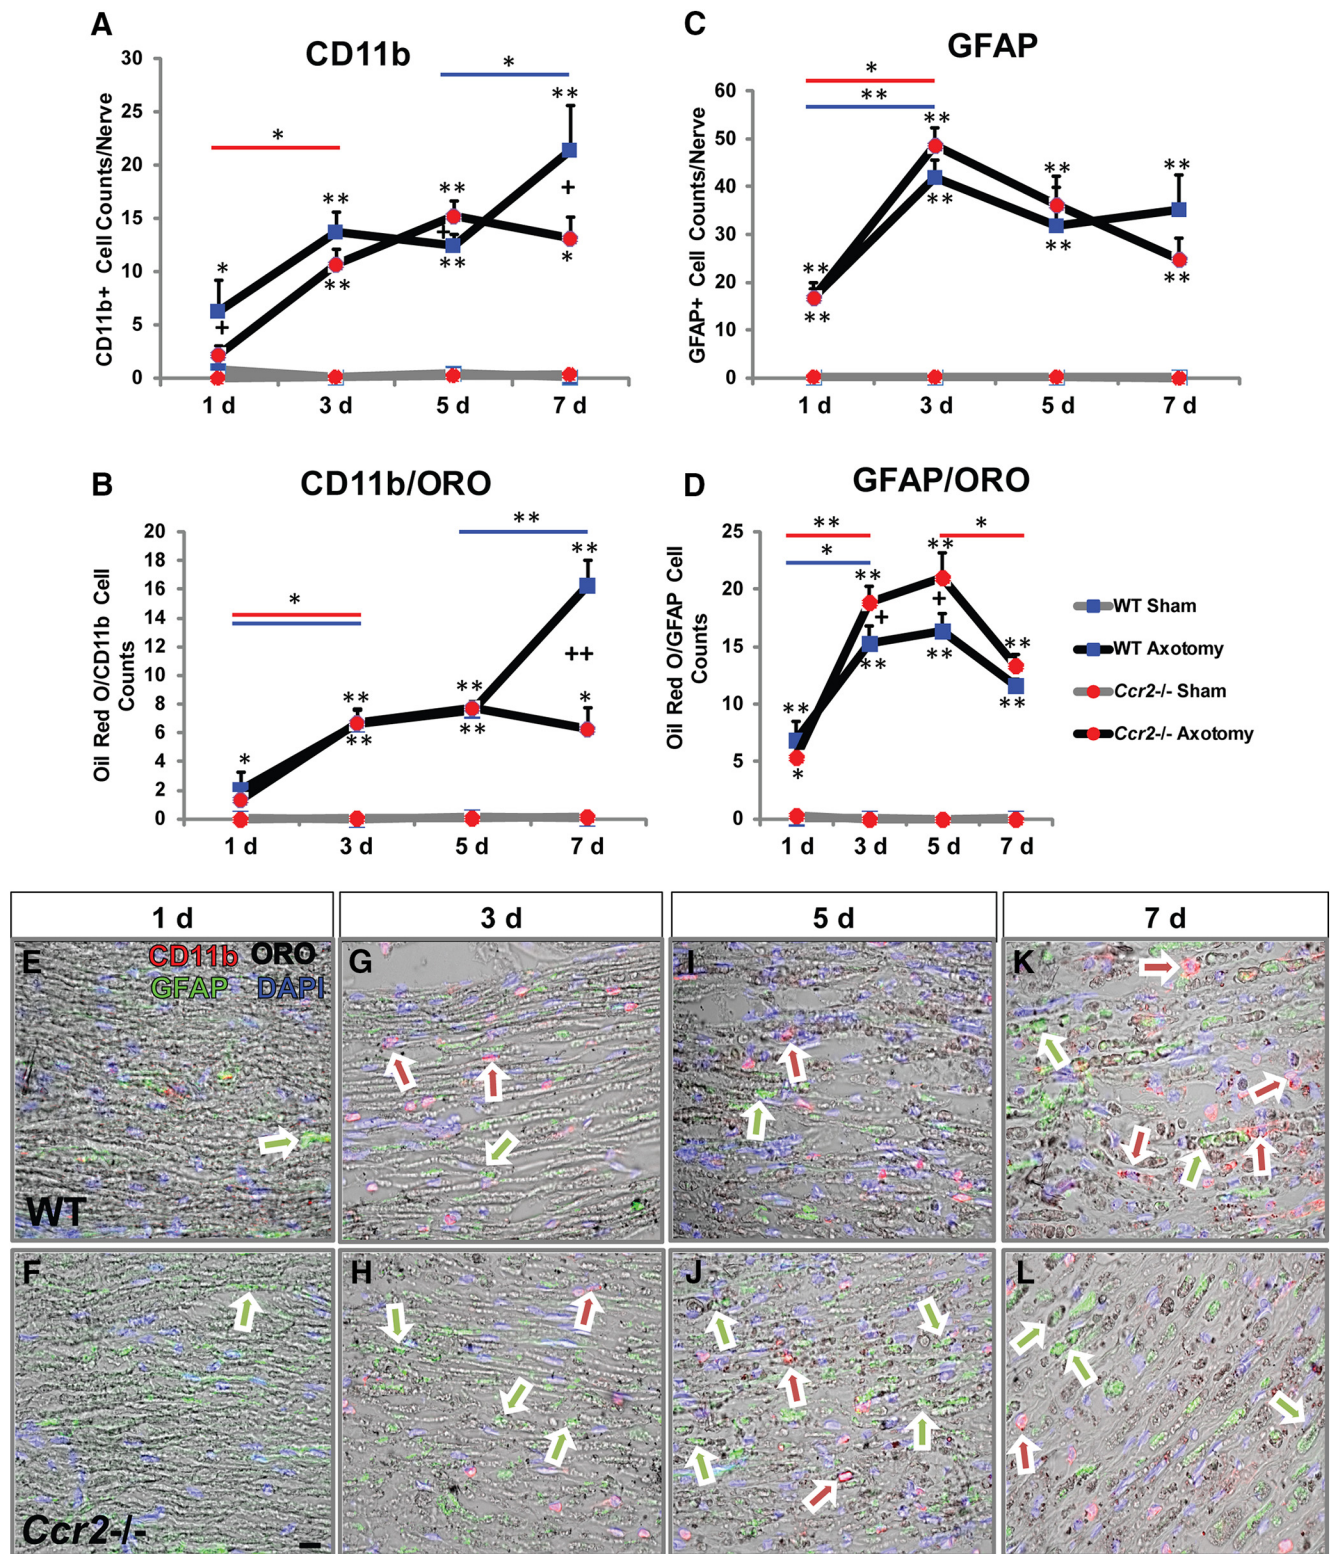 A
CD11b
CD11b+ Cell Counts/Nerve
30
25
20
15
10
5
0
*
*
*
+
**
**
**
+
**
**
+
*
1 d
3 d
5 d
7 d
C
GFAP
GFAP+ Cell Counts/Nerve
60
50
40
30
20
10
0
*
**
**
**
**
**
**
**
**
**
1 d
3 d
5 d
7 d
B
CD11b/ORO
Oil Red O/CD11b Cell
Counts
20
18
16
14
12
10
8
6
4
2
0
*
**
*
**
**
**
**
**
++
*
1 d
3 d
5 d
7 d
D
GFAP/ORO
Oil Red O/GFAP Cell
Counts
25
20
15
10
5
0
**
*
*
**
*
**
+
**
**
+
**
**
**
1 d
3 d
5 d
7 d
WT Sham
WT Axotomy
Ccr2-/- Sham
Ccr2-/- Axotomy
1 d
3 d
5 d
7 d
E
CD11b ORO
GFAP DAPI
WT
G
I
K
F
Ccr2-/-
H
J
L